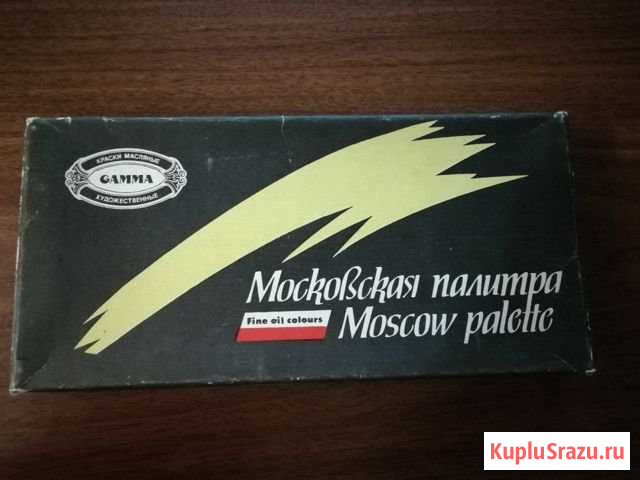 КРАСКИ МАСЛЯНЫЕ
GAMMA
ХУДОЖЕСТВЕННЫЕ
Московская палитра
Fine oil colours
Moscow palette
KupluSrazu.ru